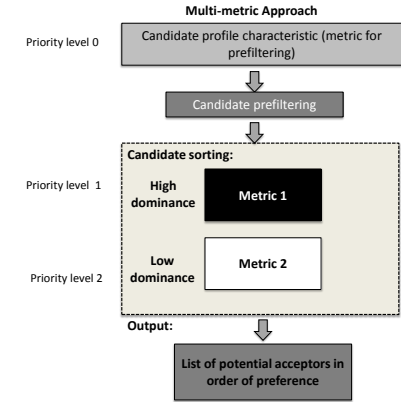 Multi-metric Approach
Priority level 0
Candidate profile characteristic (metric for
prefiltering)
Candidate prefiltering
Candidate sorting:
Priority level 1
High
dominance
Metric 1
Low
dominance
Metric 2
Priority level 2
Output:
List of potential acceptors in
order of preference